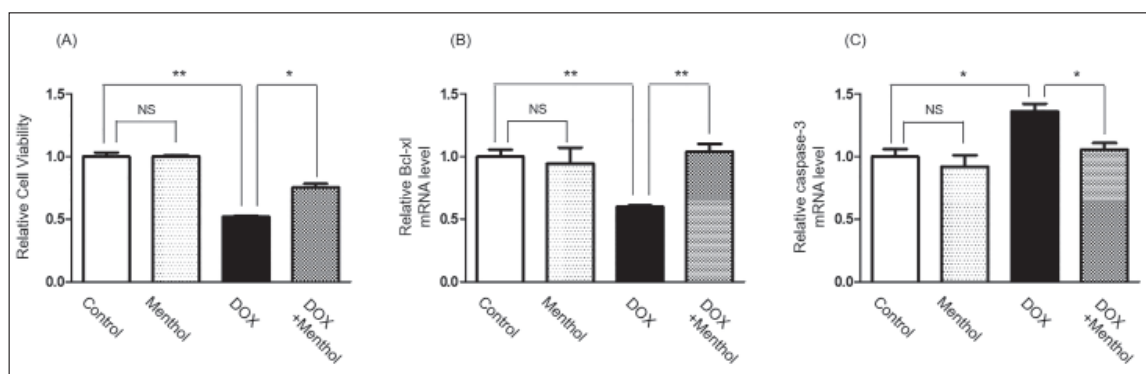 (A)
Relative Cell Viability
1.5
1.0
0.5
0.0
**
*
NS
Control
Menthol
DOX
DOX
+Menthol
(B)
Relative Bcl-xl
mRNA level
1.5
1.0
0.5
0.0
**
**
NS
Control
Menthol
DOX
DOX
+Menthol
(C)
Relative caspase-3
mRNA level
1.5
1.0
0.5
0.0
*
*
NS
Control
Menthol
DOX
DOX
+Menthol